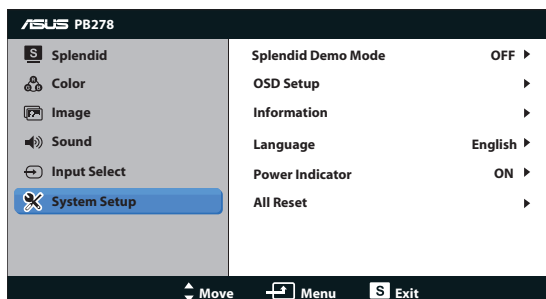 ASUS PB278
S Splendid
Color
Image
Sound
Input Select
System Setup
Splendid Demo Mode OFF
OSD Setup
Information
Language English
Power Indicator ON
All Reset
Move Menu S Exit